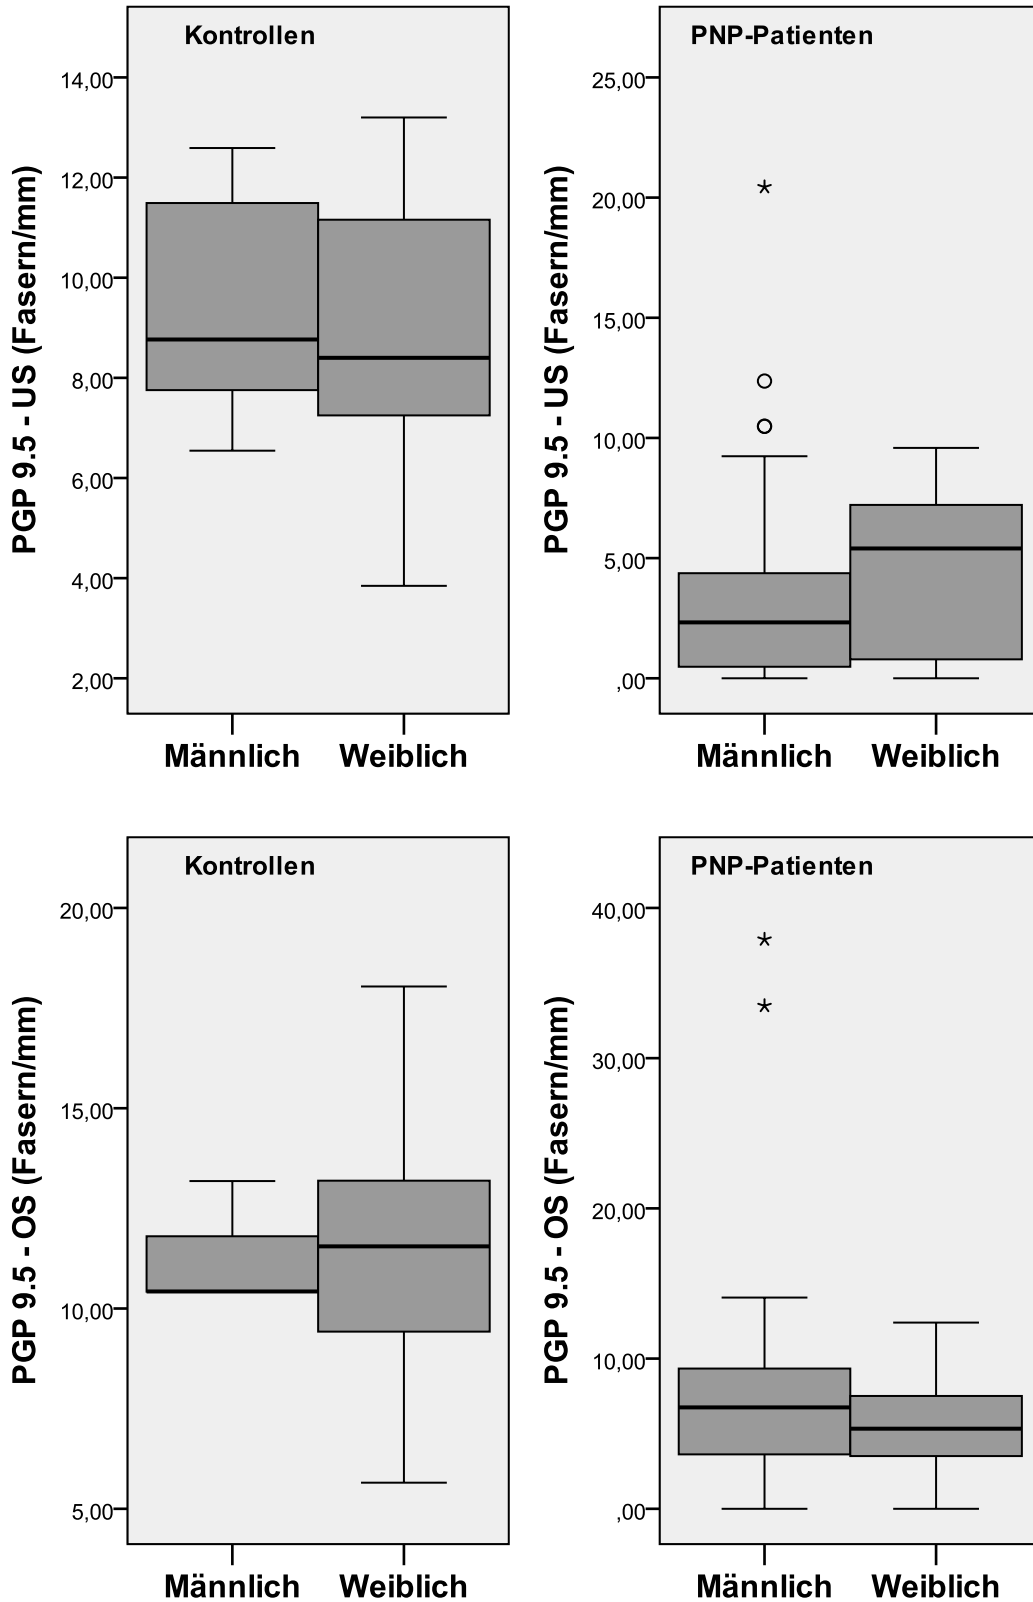 Kontrollen
PGP 9.5 - US (Fasern/mm)
14,00
12,00
10,00
8,00
6,00
4,00
2,00
Männlich Weiblich
PNP-Patienten
PGP 9.5 - US (Fasern/mm)
25,00
20,00
15,00
10,00
5,00
,00
Männlich Weiblich
Kontrollen
PGP 9.5 - OS (Fasern/mm)
20,00
15,00
10,00
5,00
Männlich Weiblich
PNP-Patienten
PGP 9.5 - OS (Fasern/mm)
40,00
30,00
20,00
10,00
,00
Männlich Weiblich